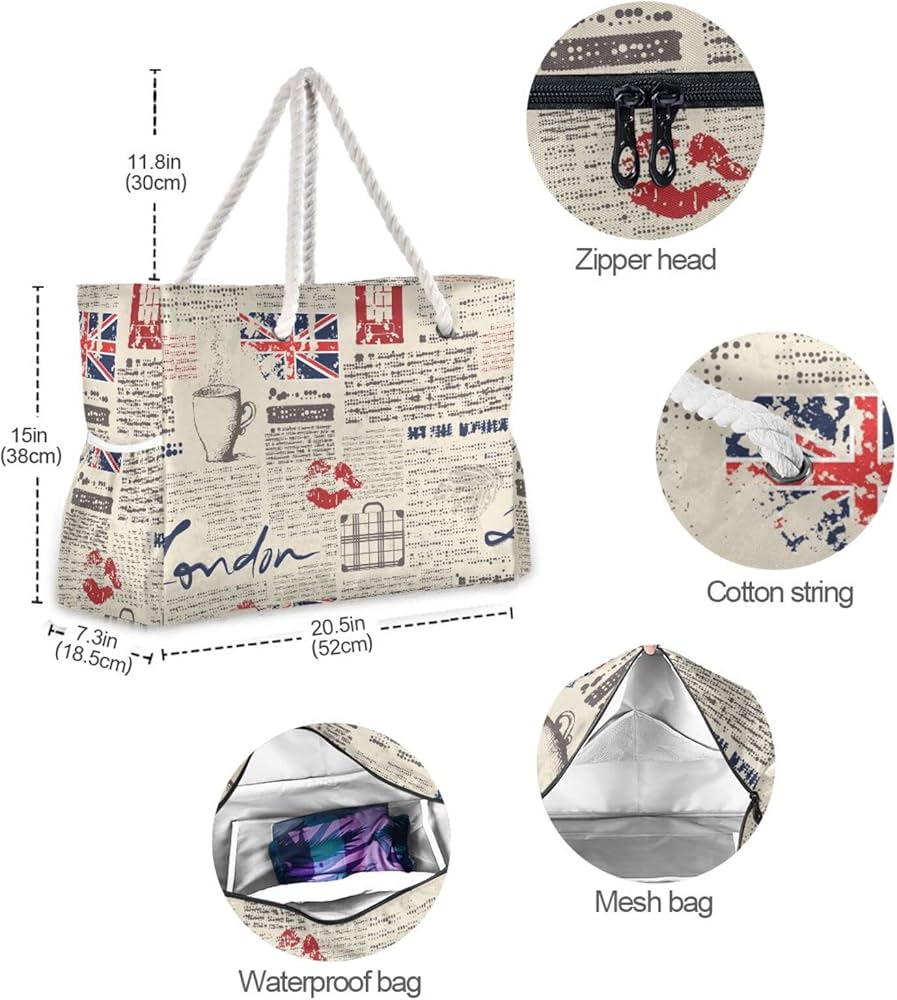 11.8in
(30cm)
Zipper head
15in
(38cm)
London
Cotton string
7.3in
(18.5cm)
20.5in
(52cm)
Mesh bag
Waterproof bag